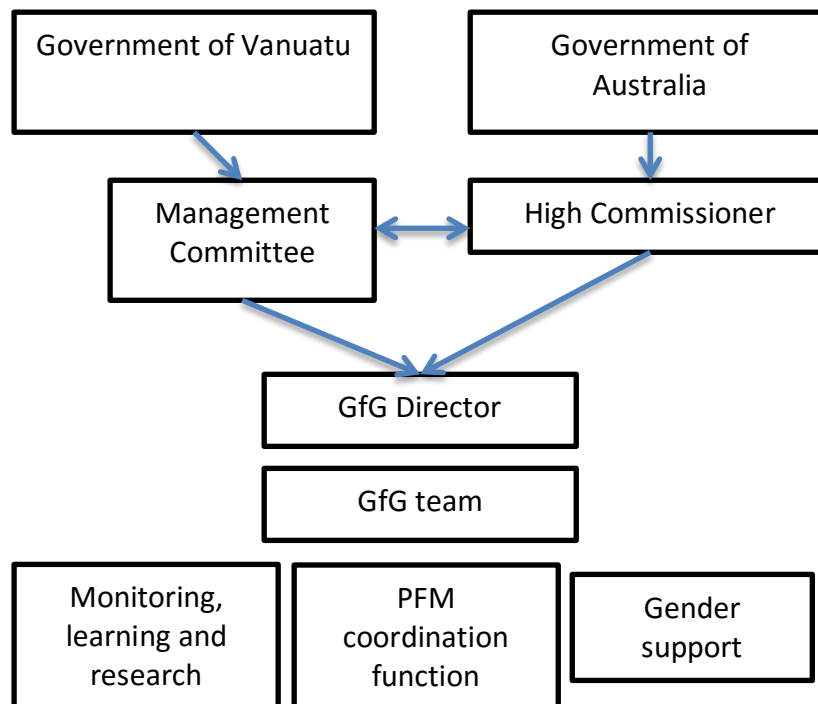 Government of Vanuatu
Government of
Australia
Management
Committee
High Commissioner
GfG Director
GfG team
Monitoring,
learning and
research
PFM
coordination
function
Gender
support